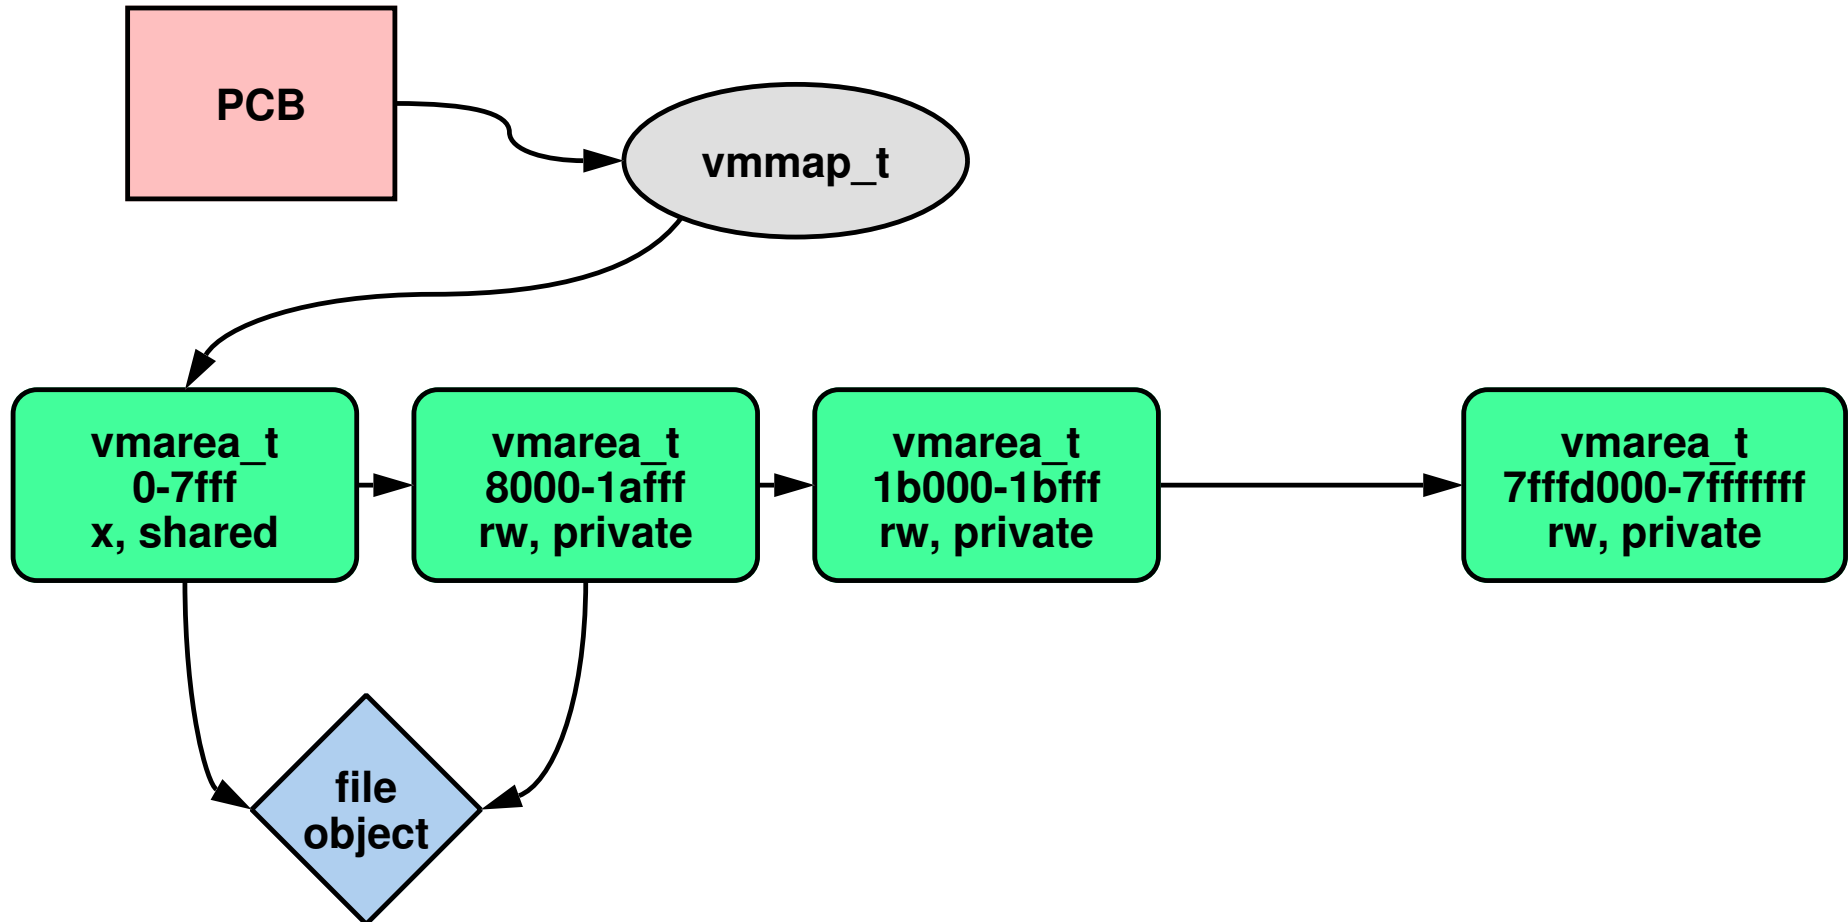 PCB
vmmap_t
vmarea_t
0-7fff
x, shared
vmarea_t
8000-1afff
rw, private
vmarea_t
1b000-1bfff
rw, private
vmarea_t
7fffd000-7fffffff
rw, private
file
object